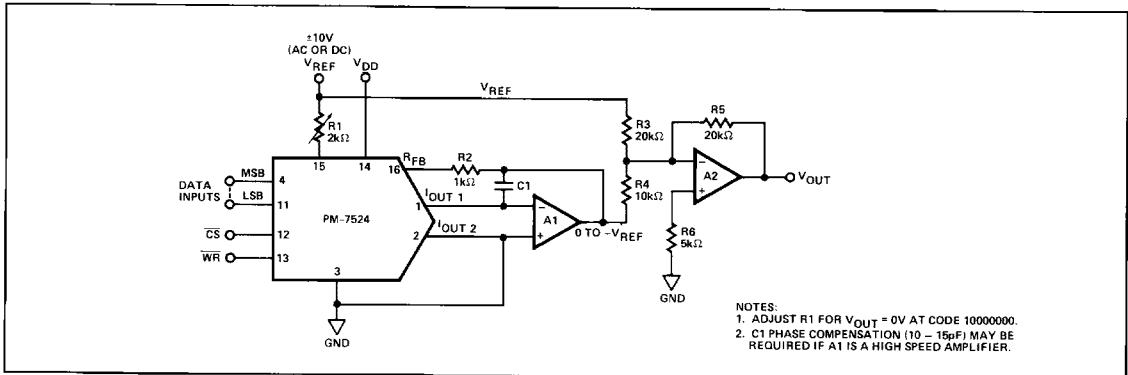 ±10V
(AC OR DC)
VREF
VDD
VREF
R1
2kΩ
R3
20kΩ
R5
20kΩ
15
14
16
RFB
R2
1kΩ
C1
MSB
4
DATA
INPUTS
LSB
11
PM-7524
IOUT 1
1
IOUT 2
2
CS
12
WR
13
3
GND
−
+
A1
0 TO -VREF
R4
10kΩ
−
+
A2
VOUT
R6
5kΩ
GND
NOTES:
1. ADJUST R1 FOR VOUT = 0V AT CODE 10000000.
2. C1 PHASE COMPENSATION (10 – 15pF) MAY BE
REQUIRED IF A1 IS A HIGH SPEED AMPLIFIER.